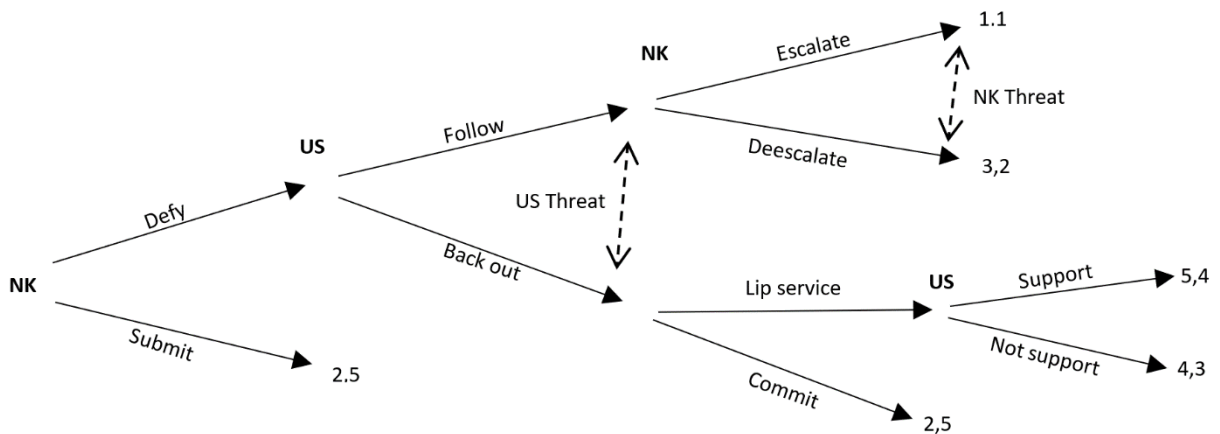 1.1
Escalate
NK
NK Threat
Follow
Deescalate
US
3,2
US Threat
Defy
Back out
NK
Lip service
US
Support
5,4
Submit
Not support
2,5
Commit
4,3
2,5